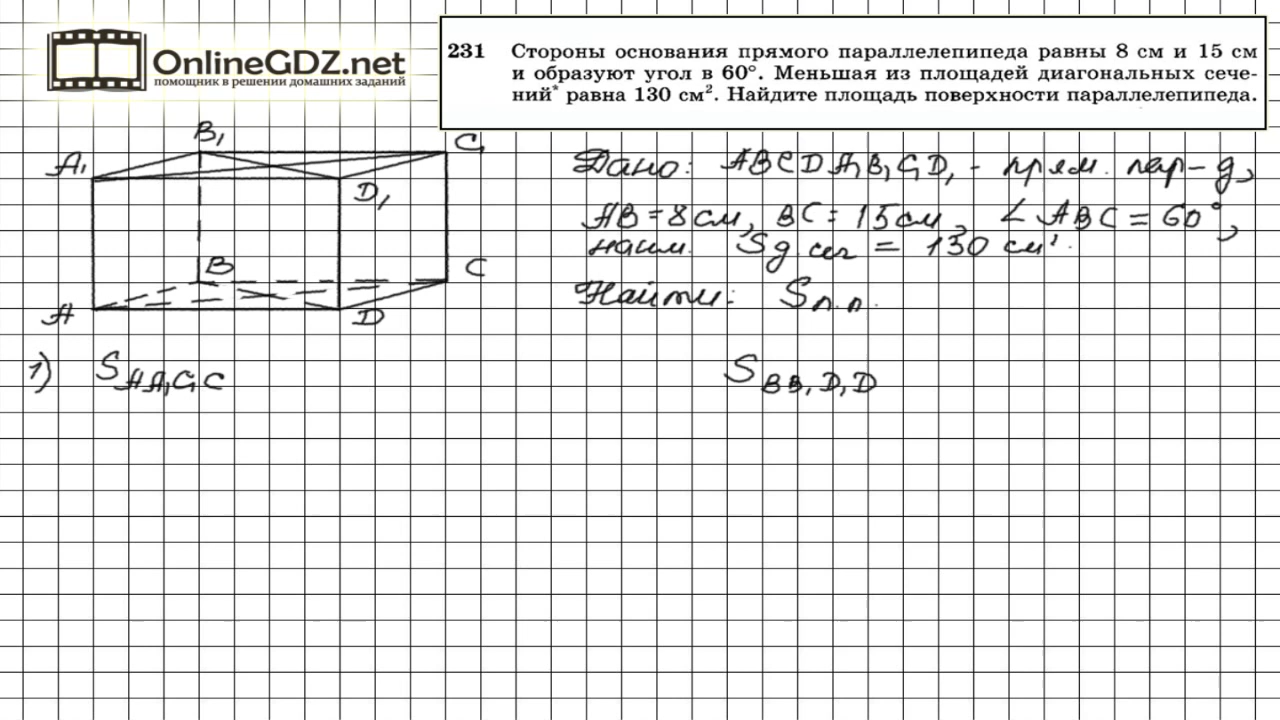 OnlineGDZ.net
помощник в решении домашних заданий
231 Стороны основания прямого параллелепипеда равны 8 см и 15 см
и образуют угол в 60°. Меньшая из площадей диагональных сече-
ний* равна 130 см². Найдите площадь поверхности параллелепипеда.
B₁
C₁
A₁
D₁
B
C
A
D
Дано: ABCDA₁B₁C₁D₁ - прям. пар-д,
AB = 8 см, BC = 15 см, ∠ABC = 60°,
наим. Sд. сеч = 130 см².
Найти: Sп.п.
1) S AA₁C₁C S BB₁D₁D